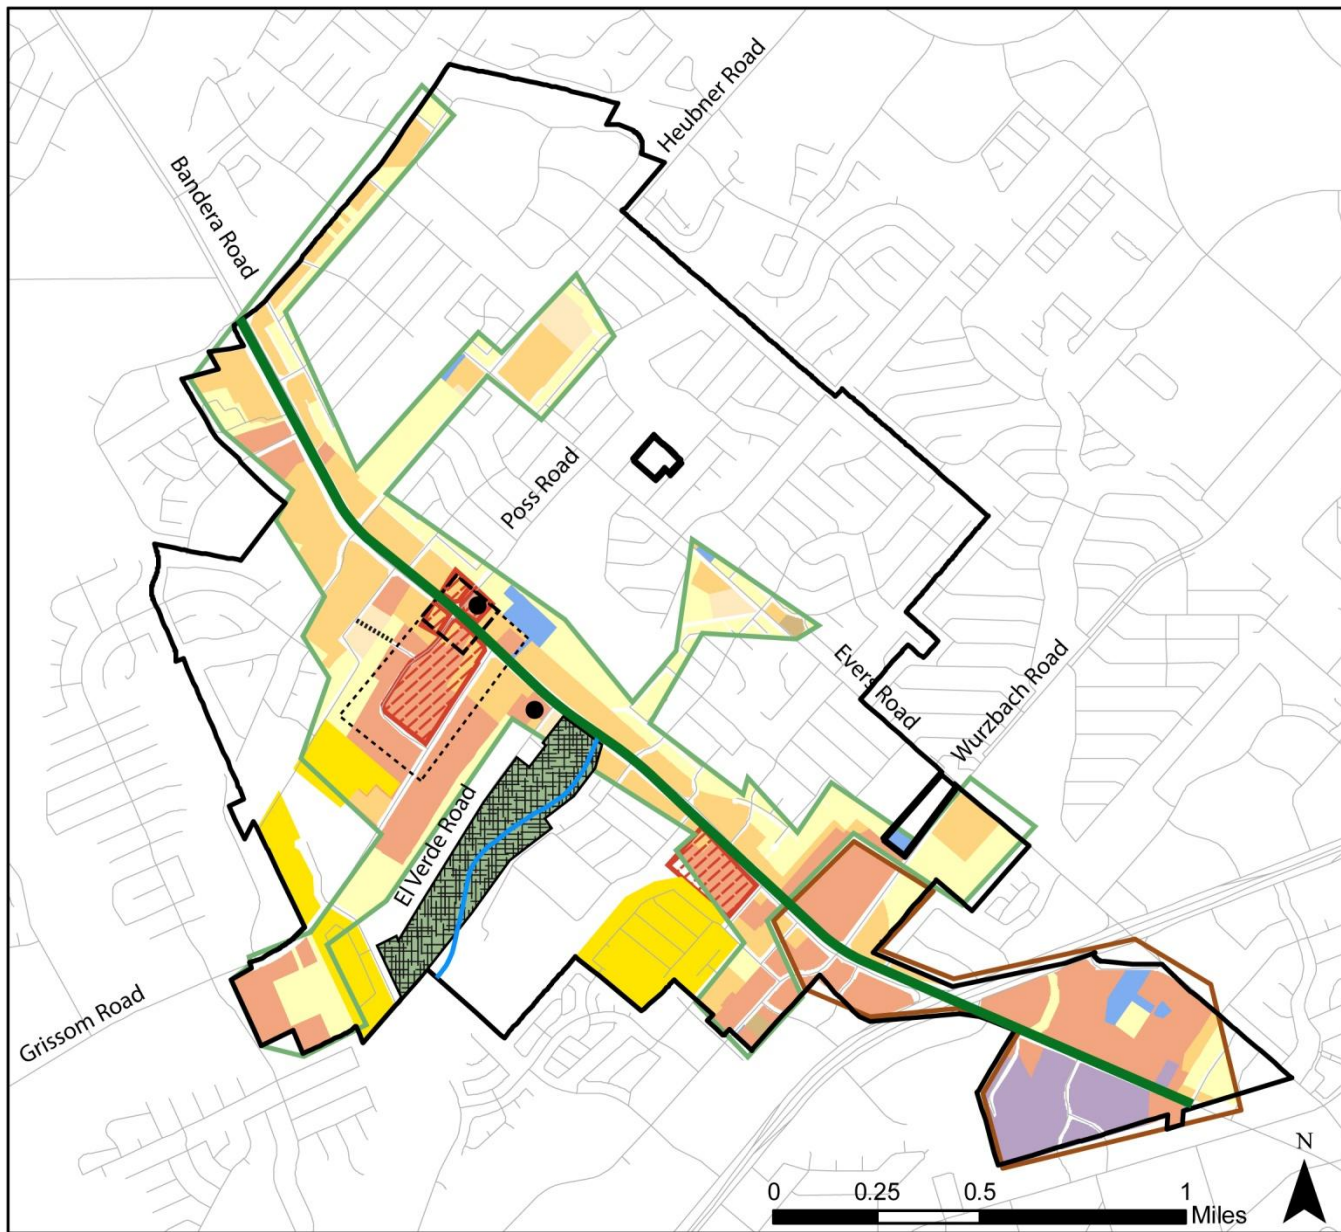 Heubner Road
Bandera Road
Poss Road
Evers Road
Wurzbach Road
El Verde Road
Grissom Road
N
0 0.25 0.5 1
Miles